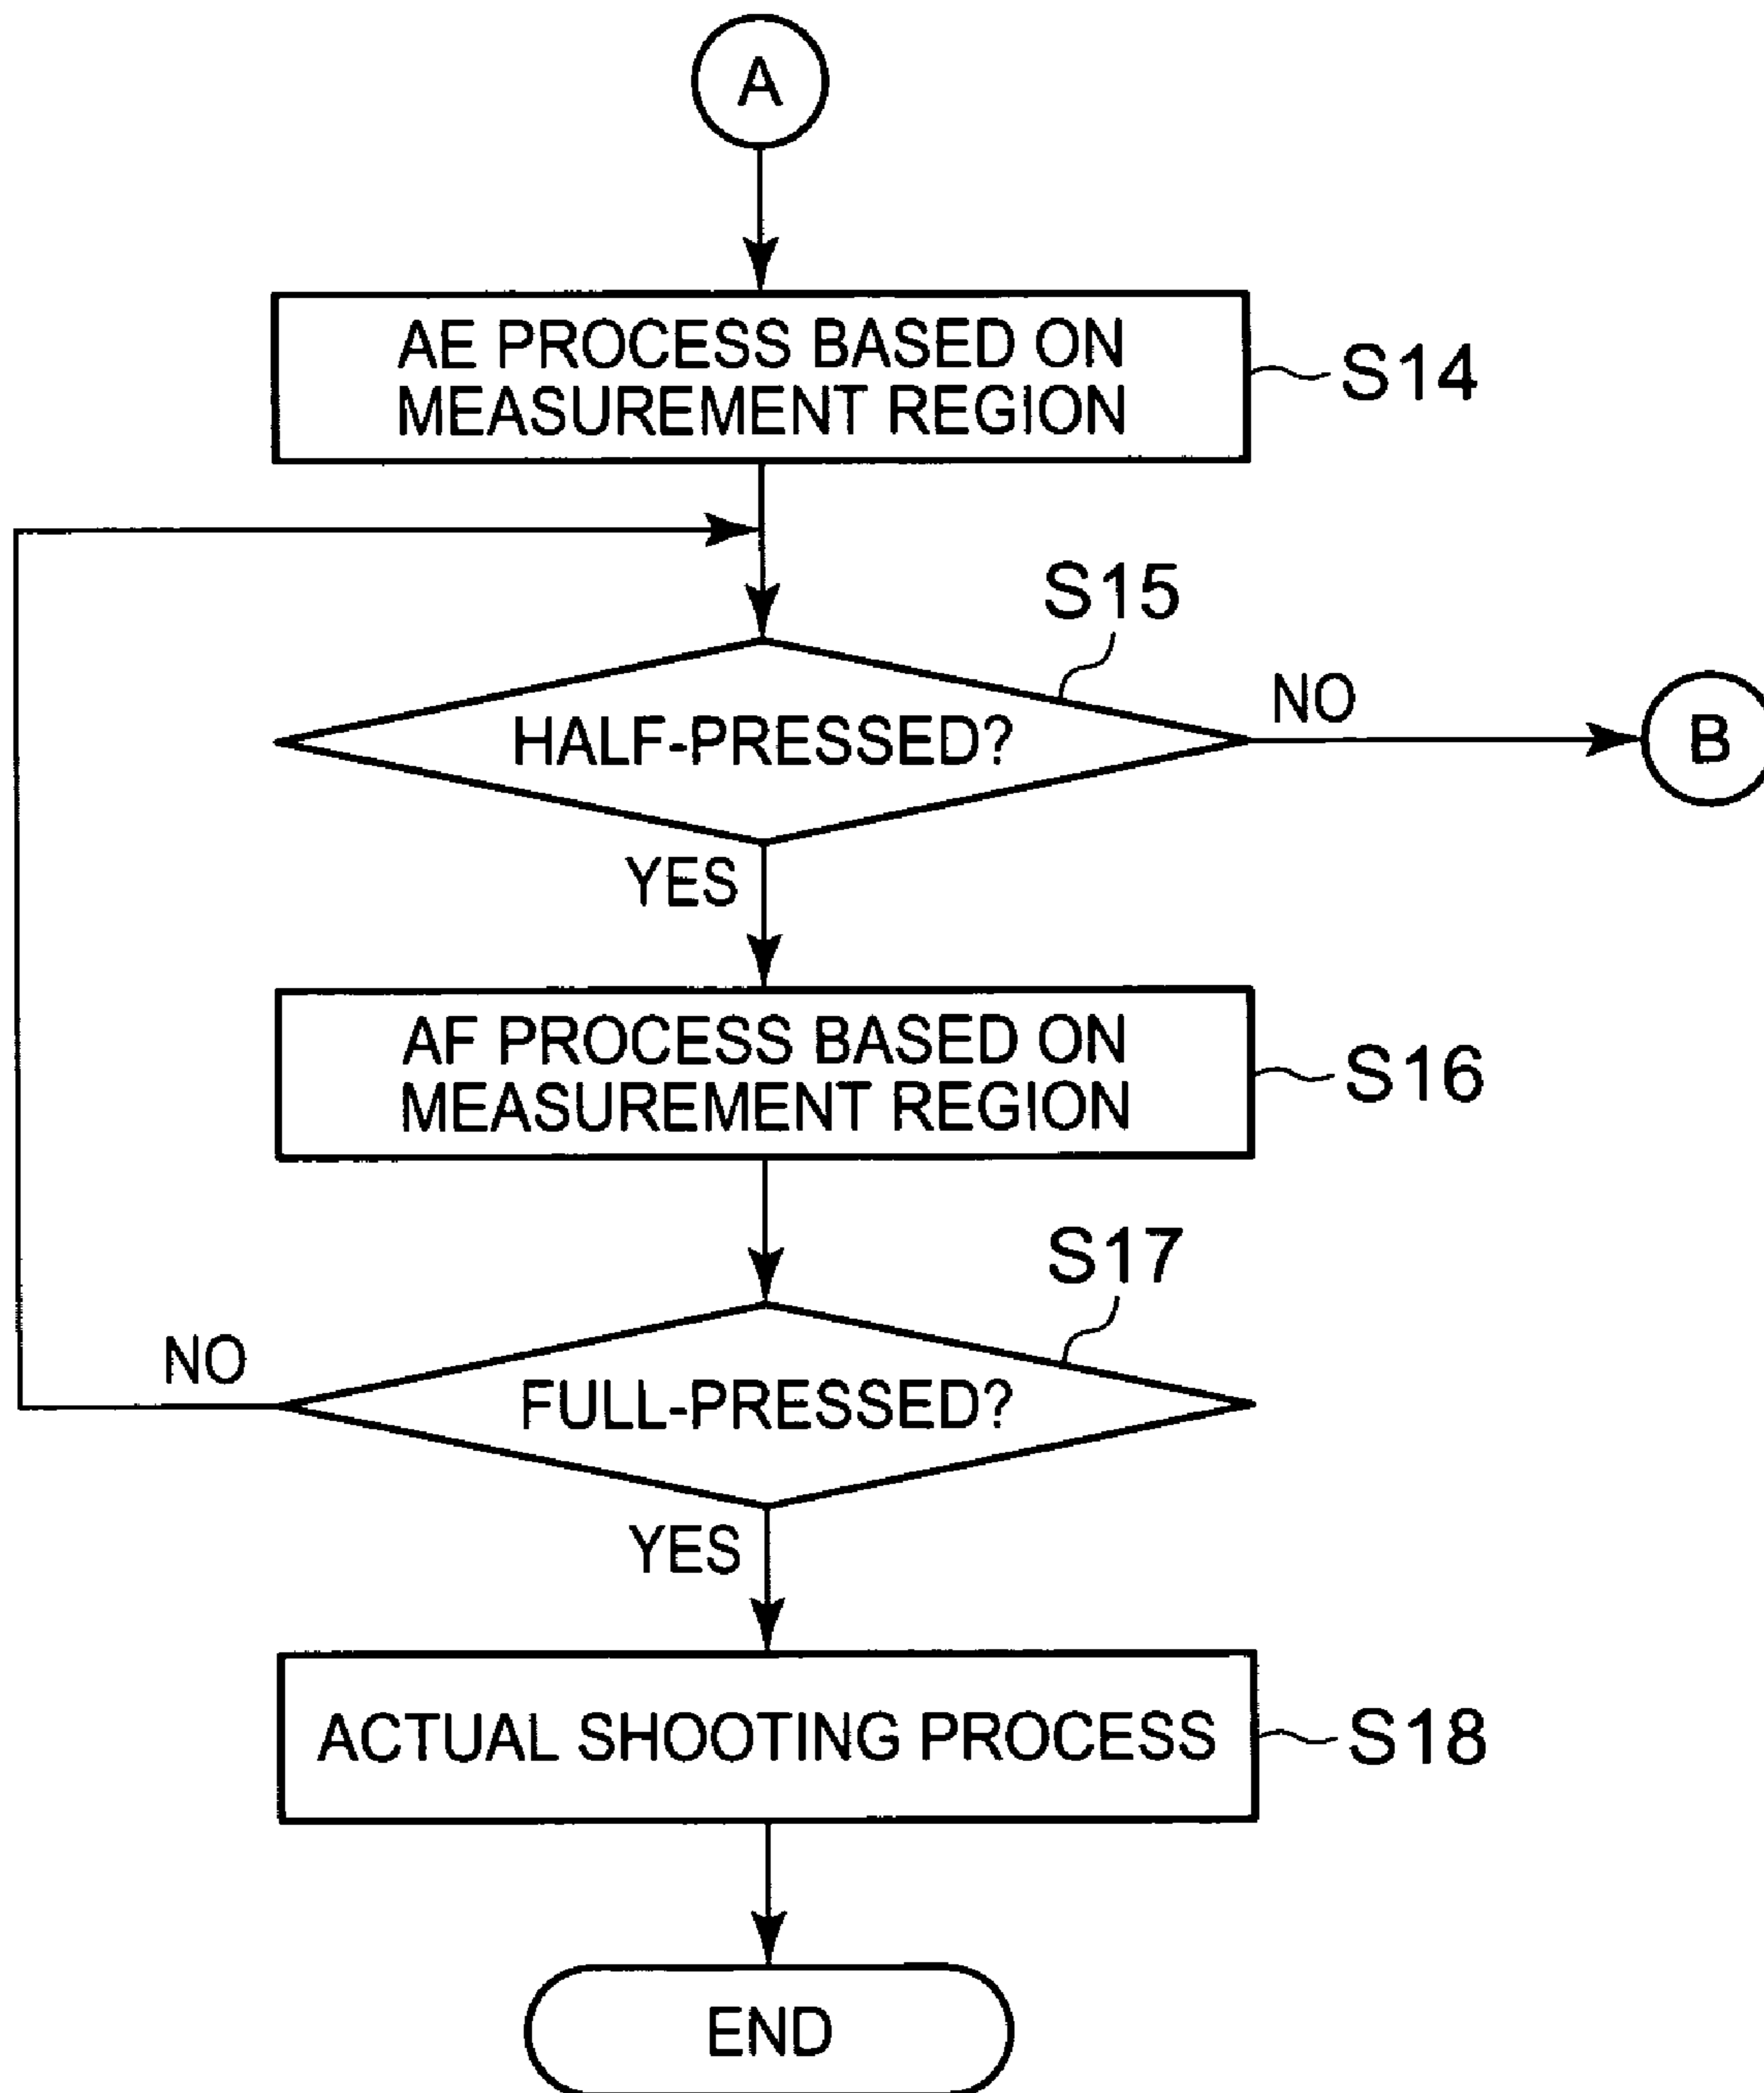 A
AE PROCESS BASED ON
MEASUREMENT REGION
S14
S15
HALF-PRESSED?
NO
B
YES
AF PROCESS BASED ON
MEASUREMENT REGION
S16
S17
NO
FULL-PRESSED?
YES
ACTUAL SHOOTING PROCESS
S18
END